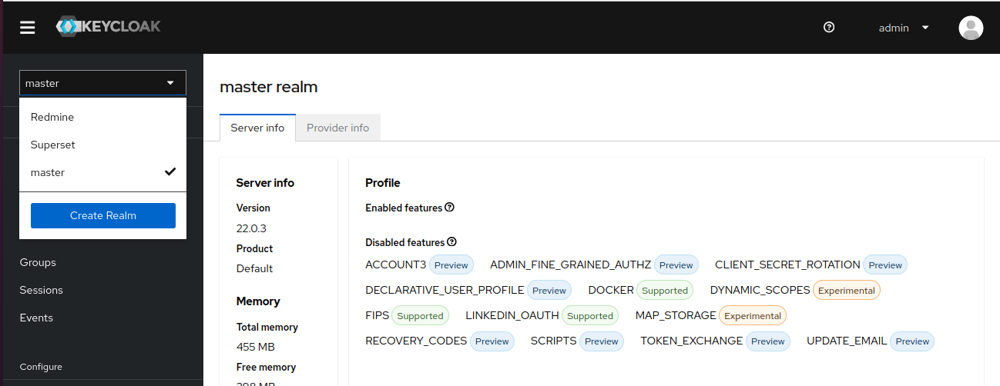 KEYCLOAK
admin
master
Redmine
Superset
master
Create Realm
Groups
Sessions
Events
Configure
master realm
Server info
Provider info
Server info
Version
22.0.3
Product
Default
Memory
Total memory
455 MB
Free memory
Profile
Enabled features
Disabled features
ACCOUNT3 Preview ADMIN_FINE_GRAINED_AUTHZ Preview CLIENT_SECRET_ROTATION Preview
DECLARATIVE_USER_PROFILE Preview DOCKER Supported DYNAMIC_SCOPES Experimental
FIPS Supported LINKEDIN_OAUTH Supported MAP_STORAGE Experimental
RECOVERY_CODES Preview SCRIPTS Preview TOKEN_EXCHANGE Preview UPDATE_EMAIL Preview